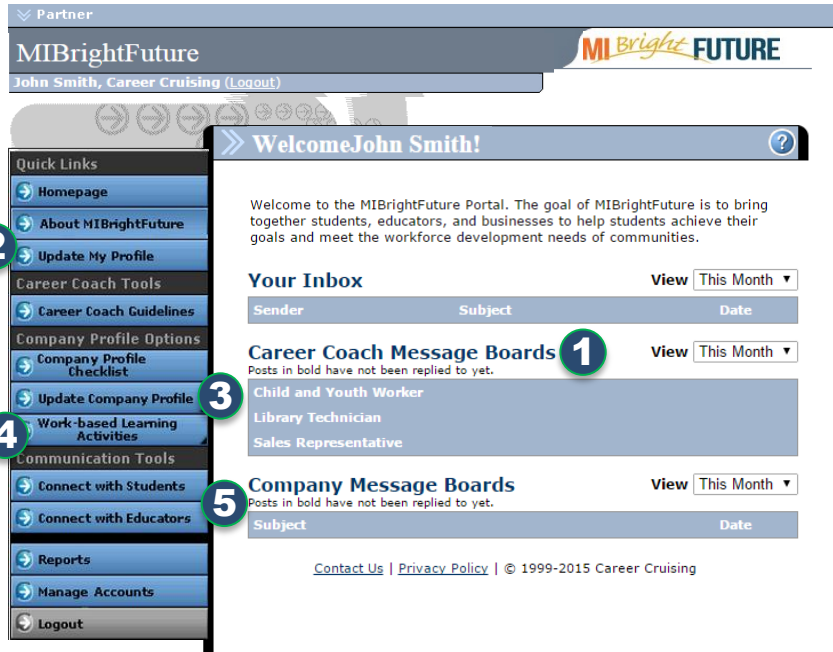 Partner
MIBrightFuture
MI Bright FUTURE
John Smith, Career Cruising (Logout)
WelcomeJohn Smith!
?
Quick Links
Homepage
About MIBrightFuture
2
Update My Profile
Career Coach Tools
Career Coach Guidelines
Company Profile Options
Company Profile
Checklist
Update Company Profile
3
4
Work-based Learning
Activities
Communication Tools
Connect with Students
5
Connect with Educators
Reports
Manage Accounts
Logout
Welcome to the MIBrightFuture Portal. The goal of MIBrightFuture is to bring
together students, educators, and businesses to help students achieve their
goals and meet the workforce development needs of communities.
Your Inbox View This Month
Sender Subject Date
Career Coach Message Boards 1 View This Month
Posts in bold have not been replied to yet.
Child and Youth Worker
Library Technician
Sales Representative
Company Message Boards View This Month
Posts in bold have not been replied to yet.
Subject Date
Contact Us | Privacy Policy | © 1999-2015 Career Cruising